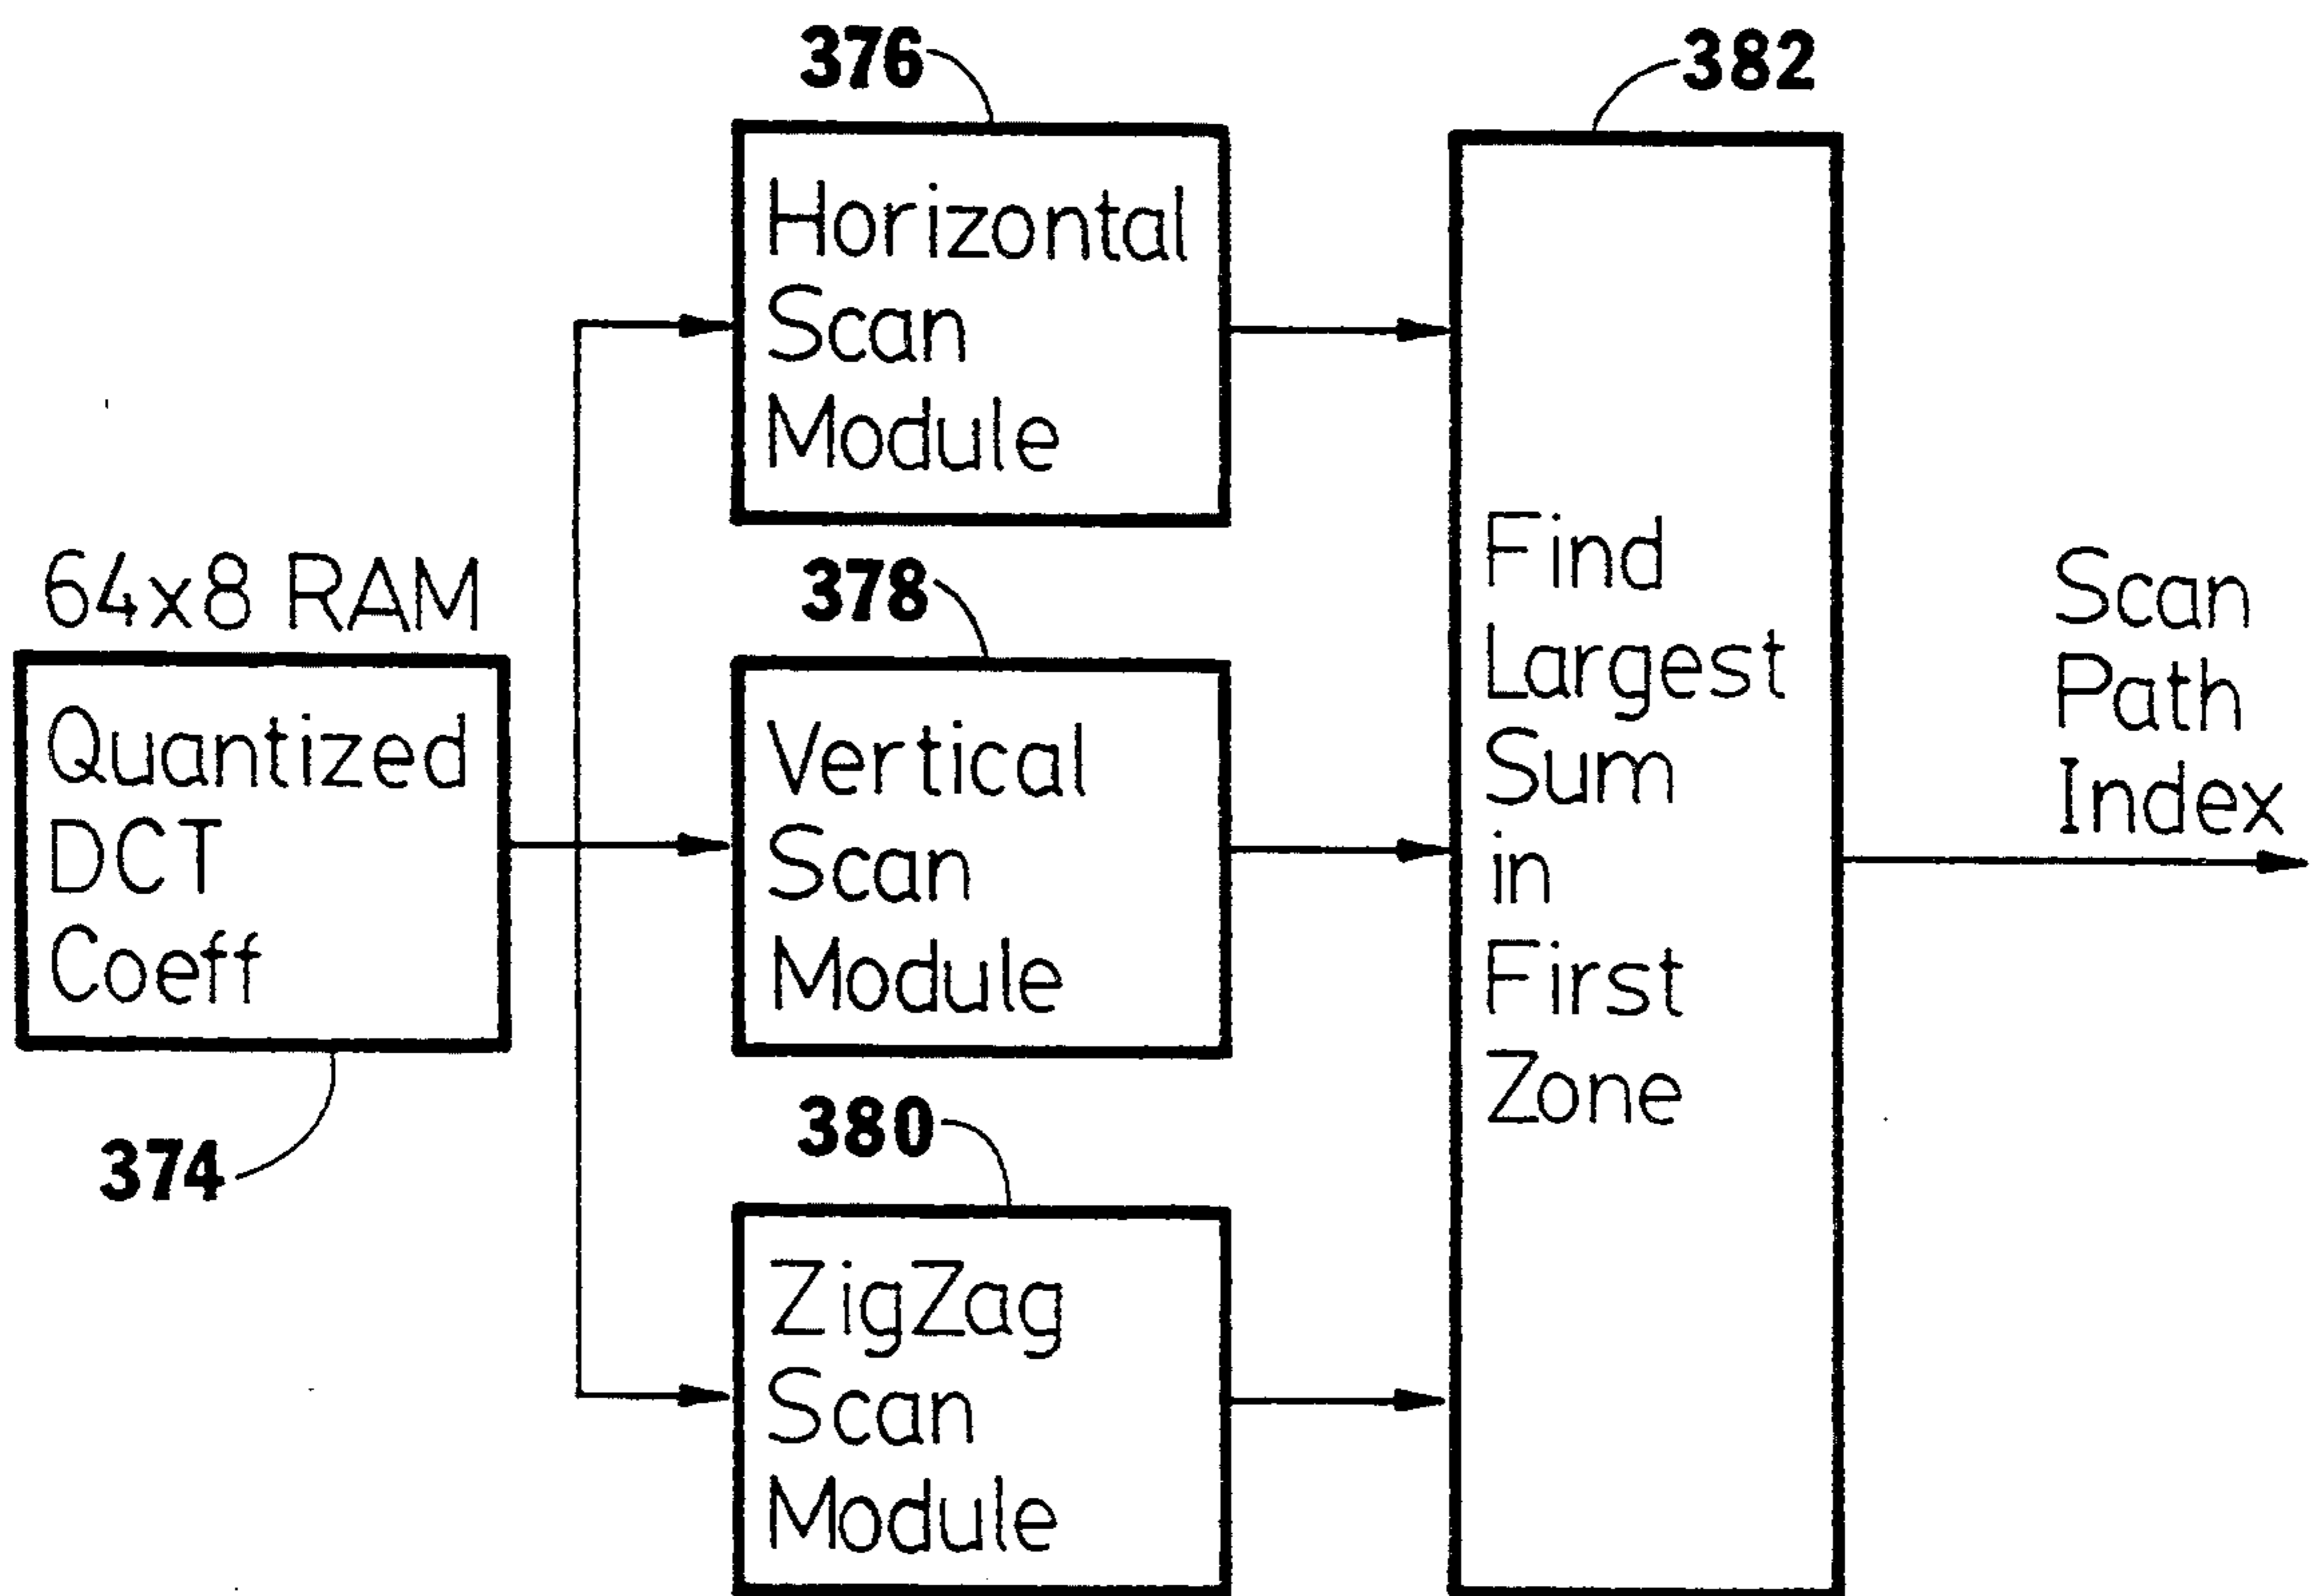 376
382
Horizontal
Scan
Module
64x8 RAM
Quantized
DCT
Coeff
374
378
Vertical
Scan
Module
380
ZigZag
Scan
Module
Find
Largest
Sum
in
First
Zone
Scan
Path
Index